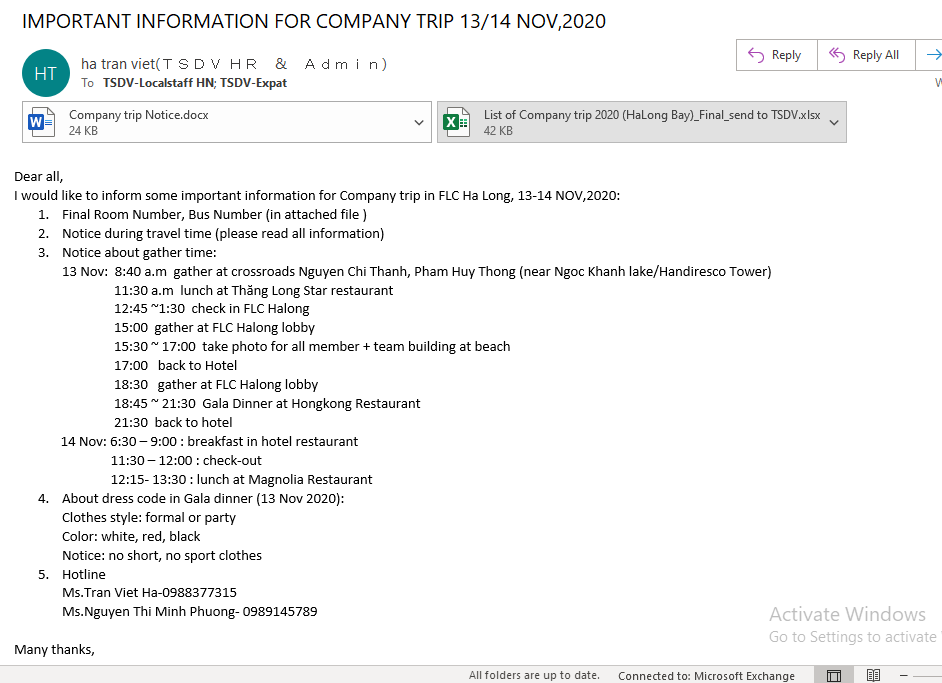 IMPORTANT INFORMATION FOR COMPANY TRIP 13/14 NOV,2020
HT
ha tran viet(TSDV HR & Admin)
To TSDV-Localstaff HN; TSDV-Expat
Reply
Reply All
Company trip Notice.docx
24 KB
List of Company trip 2020 (HaLong Bay)_Final_send to TSDV.xlsx
42 KB
Dear all,
I would like to inform some important information for Company trip in FLC Ha Long, 13-14 NOV,2020:
1. Final Room Number, Bus Number (in attached file )
2. Notice during travel time (please read all information)
3. Notice about gather time:
13 Nov: 8:40 a.m gather at crossroads Nguyen Chi Thanh, Pham Huy Thong (near Ngoc Khanh lake/Handiresco Tower)
11:30 a.m lunch at Thăng Long Star restaurant
12:45 ~1:30 check in FLC Halong
15:00 gather at FLC Halong lobby
15:30 ~ 17:00 take photo for all member + team building at beach
17:00 back to Hotel
18:30 gather at FLC Halong lobby
18:45 ~ 21:30 Gala Dinner at Hongkong Restaurant
21:30 back to hotel
14 Nov: 6:30 – 9:00 : breakfast in hotel restaurant
11:30 – 12:00 : check-out
12:15- 13:30 : lunch at Magnolia Restaurant
4. About dress code in Gala dinner (13 Nov 2020):
Clothes style: formal or party
Color: white, red, black
Notice: no short, no sport clothes
5. Hotline
Ms.Tran Viet Ha-0988377315
Ms.Nguyen Thi Minh Phuong- 0989145789
Many thanks,
Activate Windows
Go to Settings to activate
All folders are up to date. Connected to: Microsoft Exchange